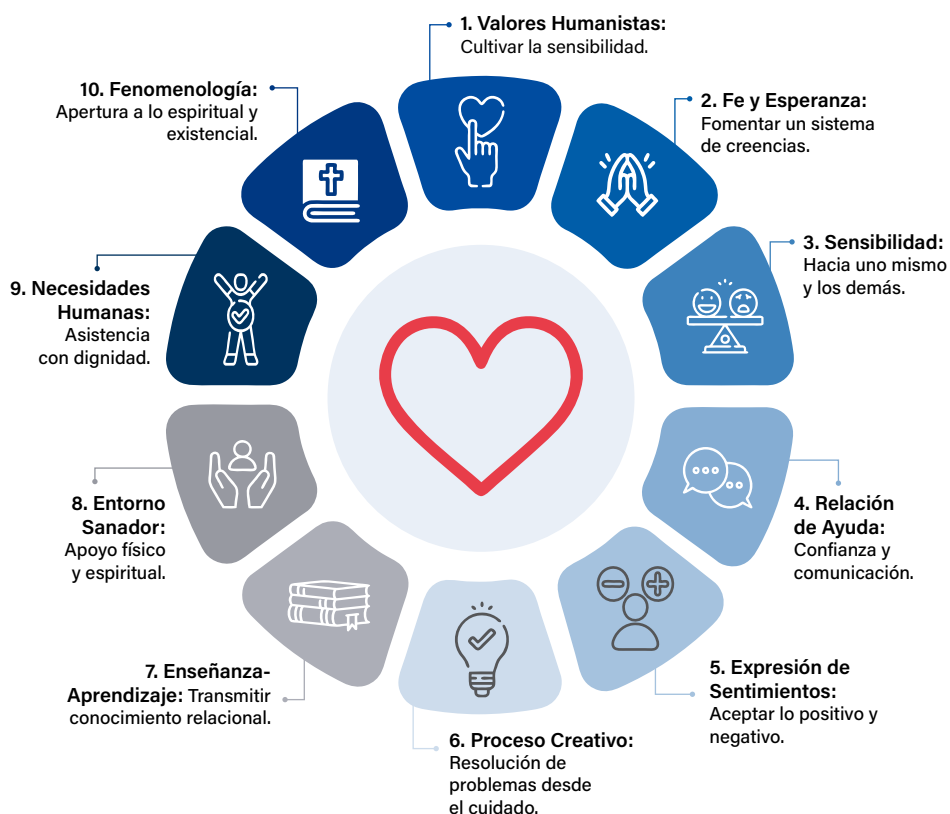 1. Valores Humanistas:
Cultivar la sensibilidad.
2. Fe y Esperanza:
Fomentar un sistema
de creencias.
3. Sensibilidad:
Hacia uno mismo
y los demás.
4. Relación
de Ayuda:
Confianza y
comunicación.
5. Expresión de
Sentimientos:
Aceptar lo positivo y
negativo.
6. Proceso Creativo:
Resolución de
problemas desde
el cuidado.
7. Enseñanza-
Aprendizaje: Transmitir
conocimiento relacional.
8. Entorno
Sanador:
Apoyo físico
y espiritual.
9. Necesidades
Humanas:
Asistencia
con dignidad.
10. Fenomenología:
Apertura a lo espiritual y
existencial.